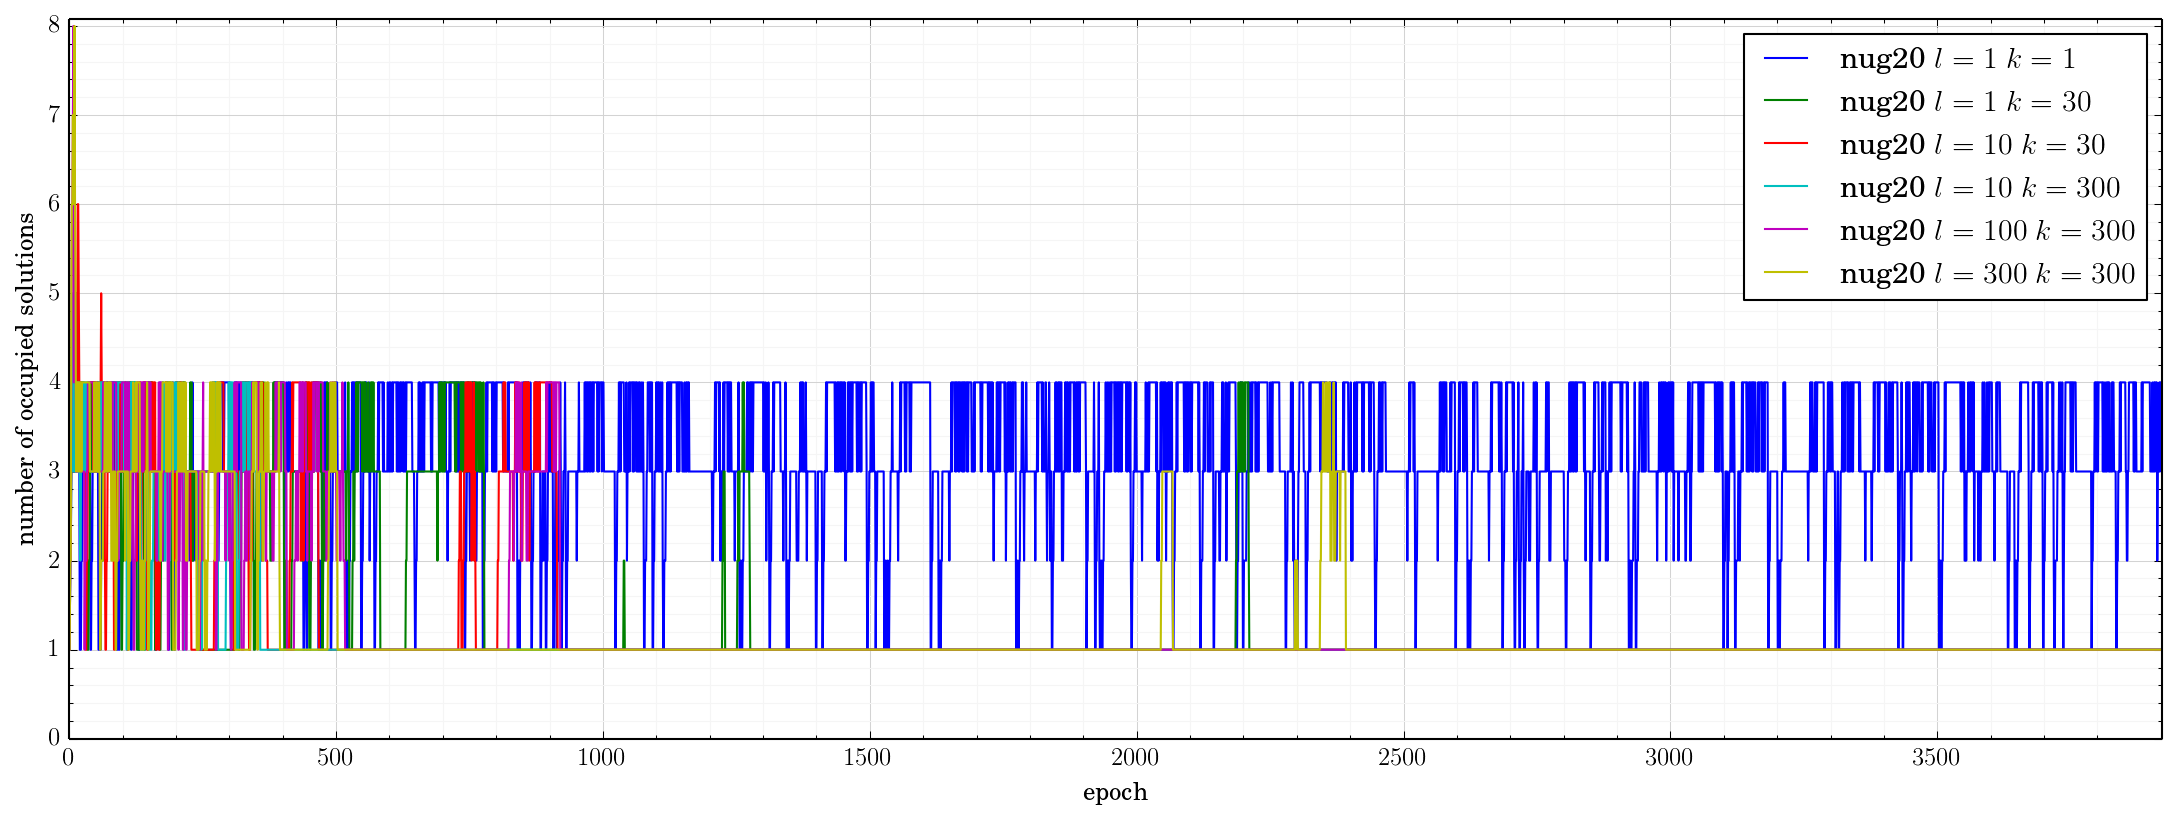 8
7
6
5
4
3
2
1
0
number of occupied solutions
nug20 l = 1 k = 1
nug20 l = 1 k = 30
nug20 l = 10 k = 30
nug20 l = 10 k = 300
nug20 l = 100 k = 300
nug20 l = 300 k = 300
0 500 1000 1500 2000 2500 3000 3500
epoch